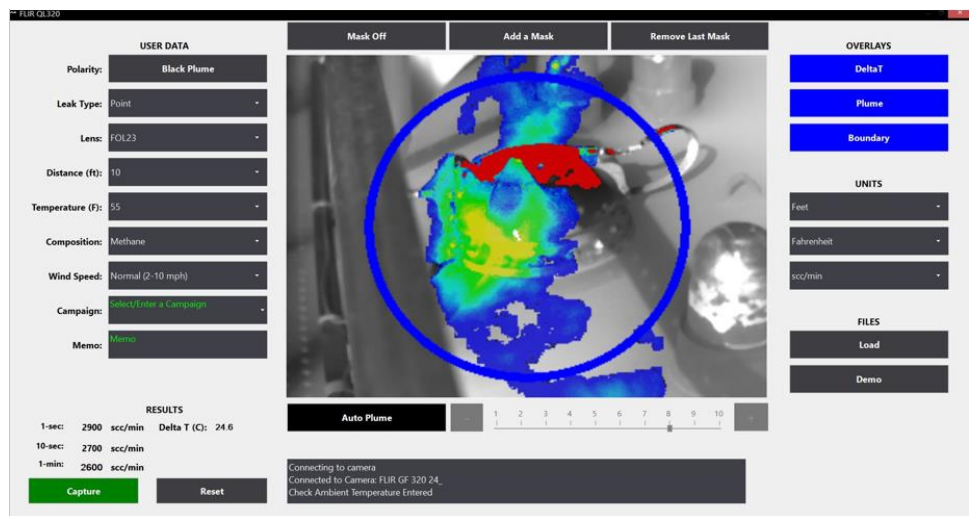 FLIR QL320
USER DATA
Polarity: Black Plume
Leak Type: Point
Lens: FOL23
Distance (ft): 10
Temperature (F): 55
Composition: Methane
Wind Speed: Normal (2-10 mph)
Campaign: Select/Enter a Campaign
Memo: Memo
RESULTS
1-sec: 2900 scc/min Delta T (C): 24.6
10-sec: 2700 scc/min
1-min: 2600 scc/min
Capture Reset
Mask Off Add a Mask Remove Last Mask
Auto Plume - 1 2 3 4 5 6 7 8 9 10 +
Connecting to camera
Connected to Camera: FLIR GF 320 24_
Check Ambient Temperature Entered
OVERLAYS
DeltaT
Plume
Boundary
UNITS
Feet
Fahrenheit
scc/min
FILES
Load
Demo